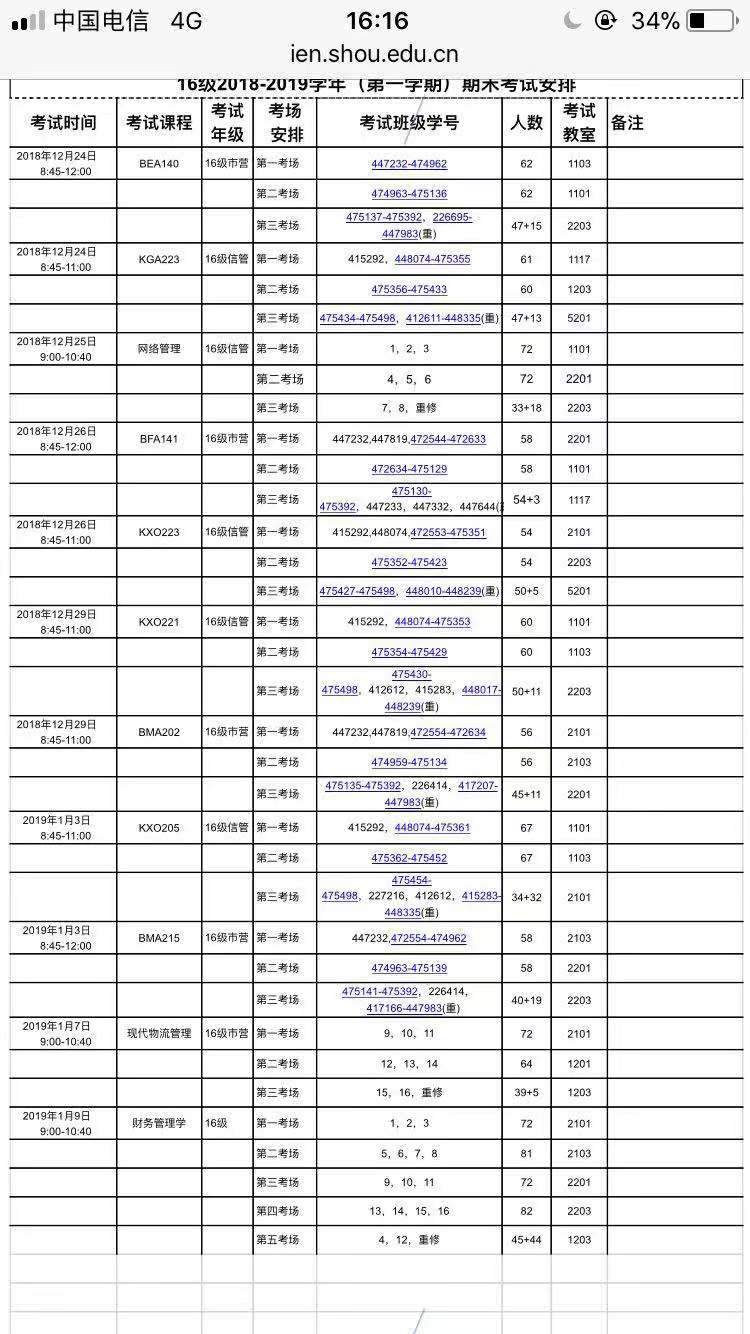 中国电信 4G 16:16 34%
ien.shou.edu.cn
16级2018-2019学年（第一学期）期末考试安排
考试时间 考试课程 考试年级 考场安排 考试班级学号 人数 考试教室 备注
2018年12月24日 8:45-12:00 BEA140 16级市营 第一考场 447232-474962 62 1103
第二考场 474963-475136 62 1101
第三考场 475137-475392，226695-447983(重) 47+15 2203
2018年12月24日 8:45-11:00 KGA223 16级信管 第一考场 415292，448074-475355 61 1117
第二考场 475356-475433 60 1203
第三考场 475434-475498，412611-448335(重) 47+13 5201
2018年12月25日 9:00-10:40 网络管理 16级信管 第一考场 1，2，3 72 1101
第二考场 4，5，6 72 2201
第三考场 7，8，重修 33+18 2203
2018年12月26日 8:45-12:00 BFA141 16级市营 第一考场 447232,447819,472544-472633 58 2201
第二考场 472634-475129 58 1101
第三考场 475130-475392，447233，447332，447644( 54+3 1117
2018年12月26日 8:45-11:00 KXO223 16级信管 第一考场 415292,448074,472553-475351 54 2101
第二考场 475352-475423 54 2203
第三考场 475427-475498，448010-448239(重) 50+5 5201
2018年12月29日 8:45-11:00 KXO221 16级信管 第一考场 415292，448074-475353 60 1101
第二考场 475354-475429 60 1103
第三考场 475430-475498，412612，415283，448017-448239(重) 50+11 2203
2018年12月29日 8:45-11:00 BMA202 16级市营 第一考场 447232,447819,472554-472634 56 2101
第二考场 474959-475134 56 2103
第三考场 475135-475392，226414，417207-447983(重) 45+11 2201
2019年1月3日 8:45-11:00 KXO205 16级信管 第一考场 415292，448074-475361 67 1101
第二考场 475362-475452 67 1103
第三考场 475454-475498，227216，412612，415283-448335(重) 34+32 2101
2019年1月3日 8:45-12:00 BMA215 16级市营 第一考场 447232,472554-474962 58 2103
第二考场 474963-475139 58 2201
第三考场 475141-475392，226414，417166-447983(重) 40+19 2203
2019年1月7日 9:00-10:40 现代物流管理 16级市营 第一考场 9，10，11 72 2101
第二考场 12，13，14 64 1201
第三考场 15，16，重修 39+5 1203
2019年1月9日 9:00-10:40 财务管理学 16级 第一考场 1，2，3 72 2101
第二考场 5，6，7，8 81 2103
第三考场 9，10，11 72 2201
第四考场 13，14，15，16 82 2203
第五考场 4，12，重修 45+44 1203